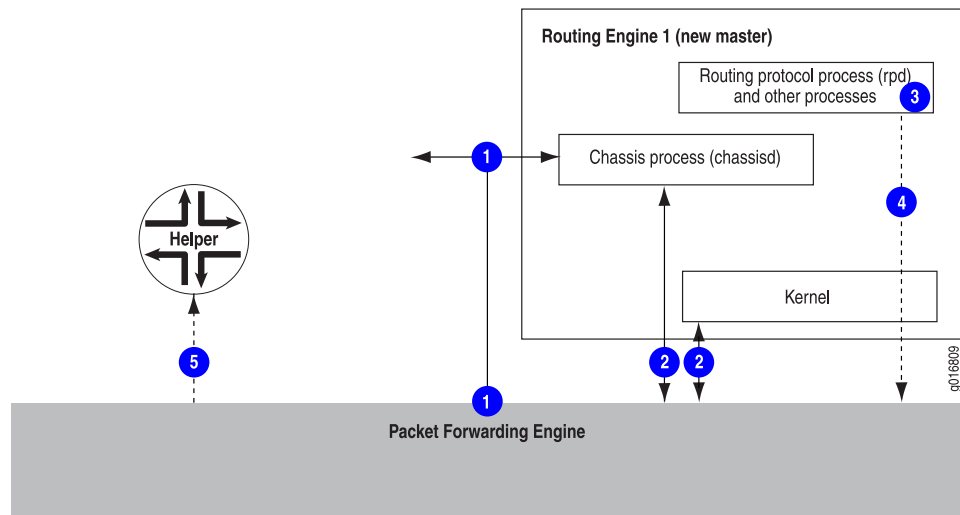 Routing Engine 1 (new master)
Routing protocol process (rpd)
and other processes
3
1
Chassis process (chassisd)
4
Helper
Kernel
5
2
2
g016809
1
Packet Forwarding Engine